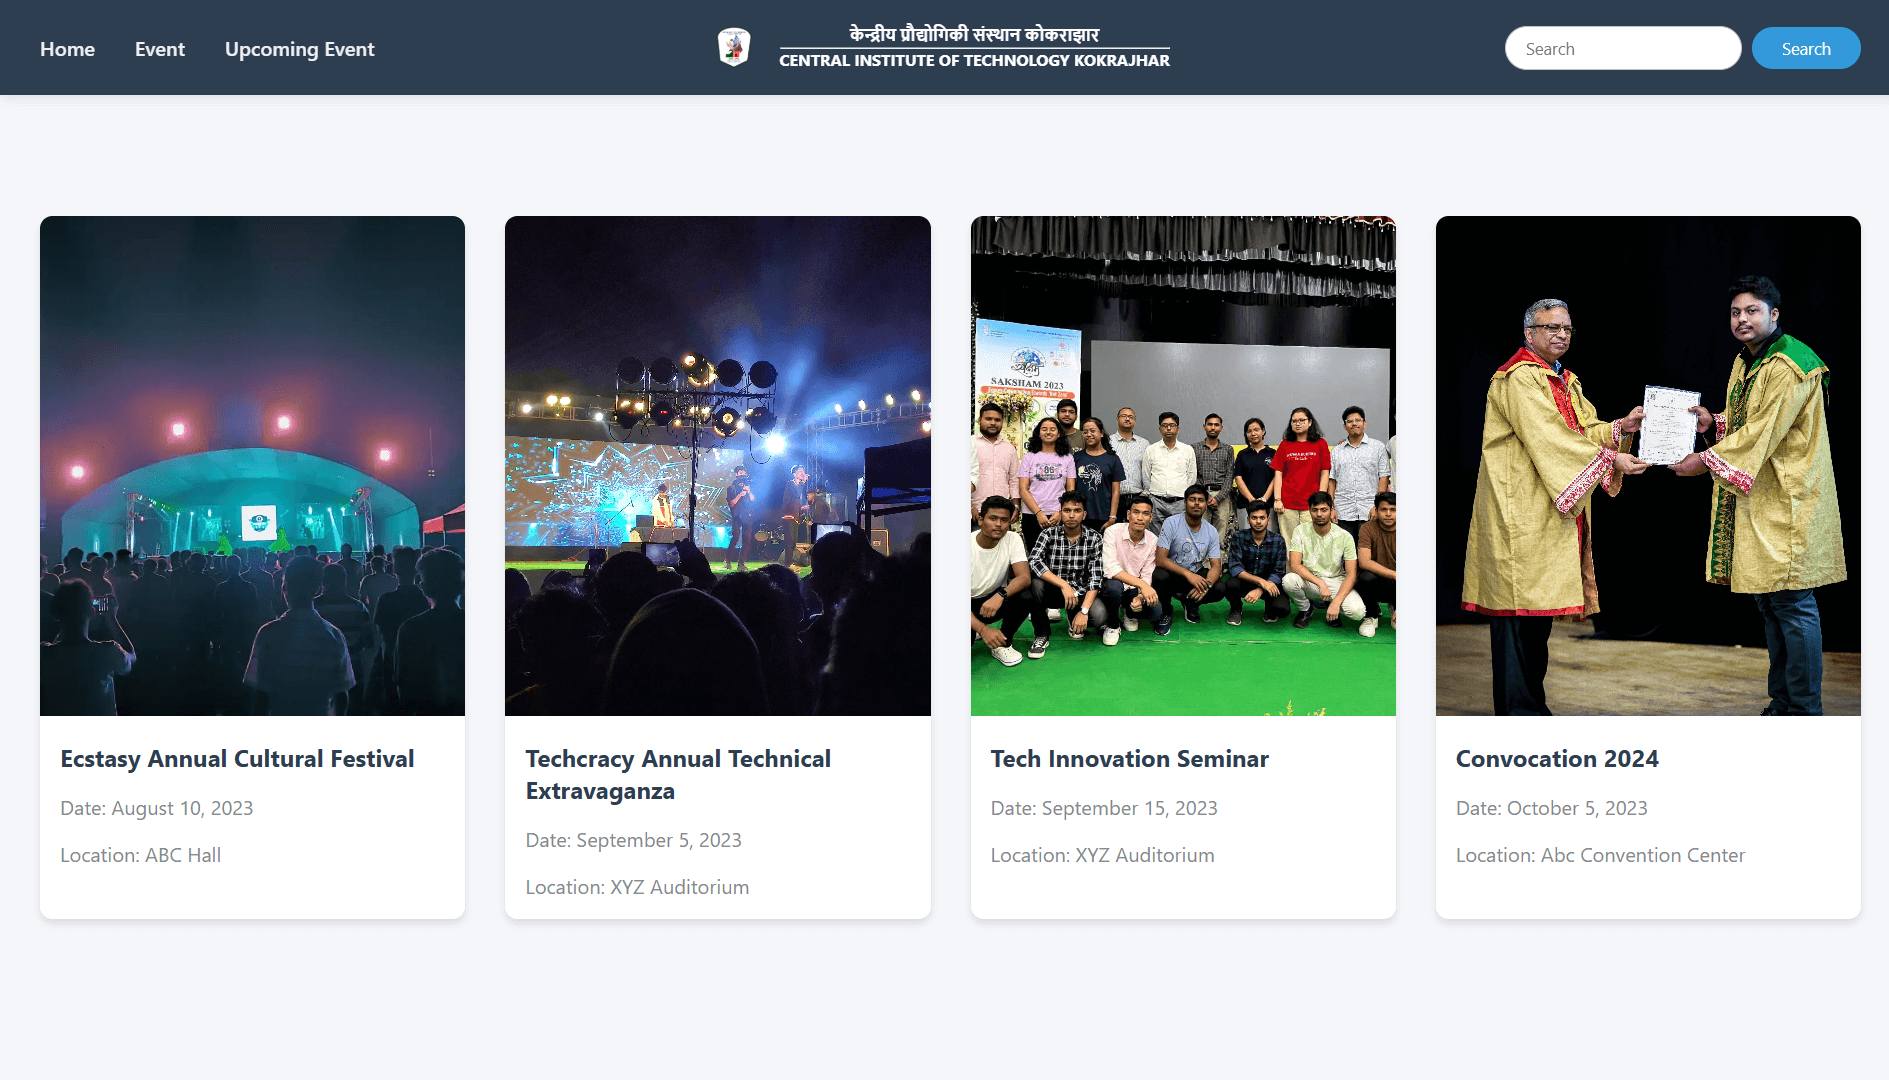 Home
Event
Upcoming Event
केन्द्रीय प्रौद्योगिकी संस्थान कोकराझार
CENTRAL INSTITUTE OF TECHNOLOGY KOKRAJHAR
Search
Search
SAKSHAM 2023
86
Ecstasy Annual Cultural Festival
Date: August 10, 2023
Location: ABC Hall
Techcracy Annual Technical
Extravaganza
Date: September 5, 2023
Location: XYZ Auditorium
Tech Innovation Seminar
Date: September 15, 2023
Location: XYZ Auditorium
Convocation 2024
Date: October 5, 2023
Location: Abc Convention Center